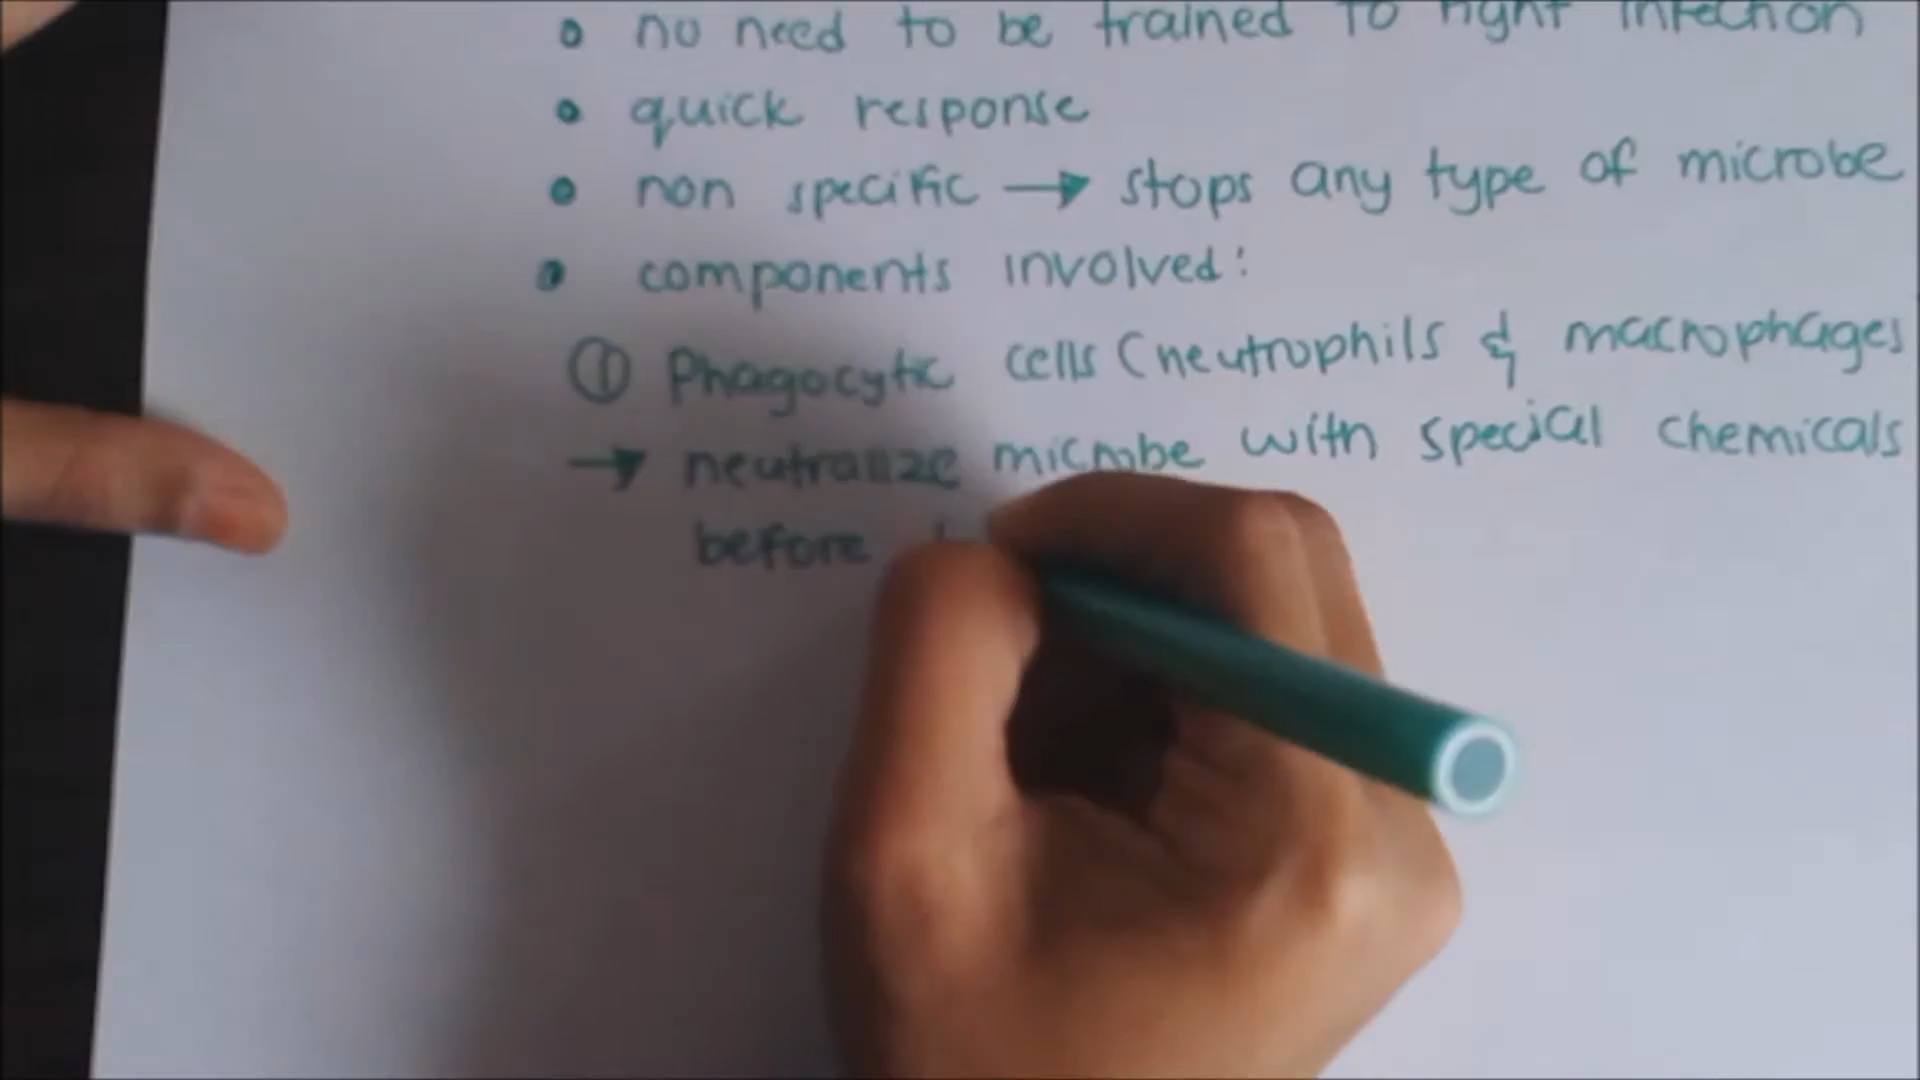 • no need to be trained to fight infection
• quick response
• non specific → stops any type of microbe
• components involved:
① Phagocytic cells (neutrophils & macrophages
→ neutralize microbe with special chemicals
before